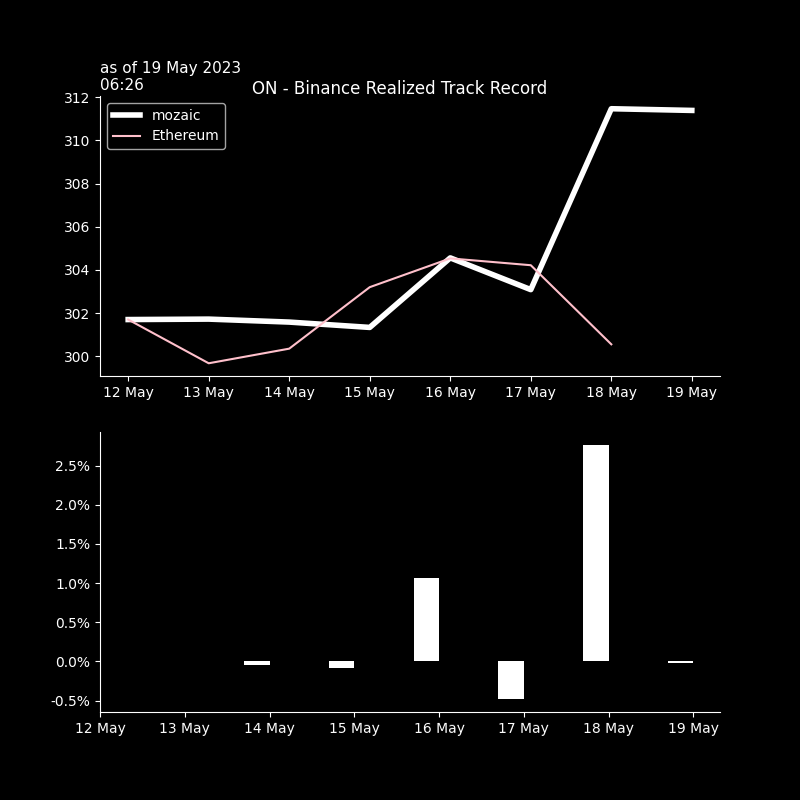 as of 19 May 2023
06:26
ON - Binance Realized Track Record
mozaic
Ethereum
312
310
308
306
304
302
300
12 May 13 May 14 May 15 May 16 May 17 May 18 May 19 May
2.5%
2.0%
1.5%
1.0%
0.5%
0.0%
-0.5%
12 May 13 May 14 May 15 May 16 May 17 May 18 May 19 May